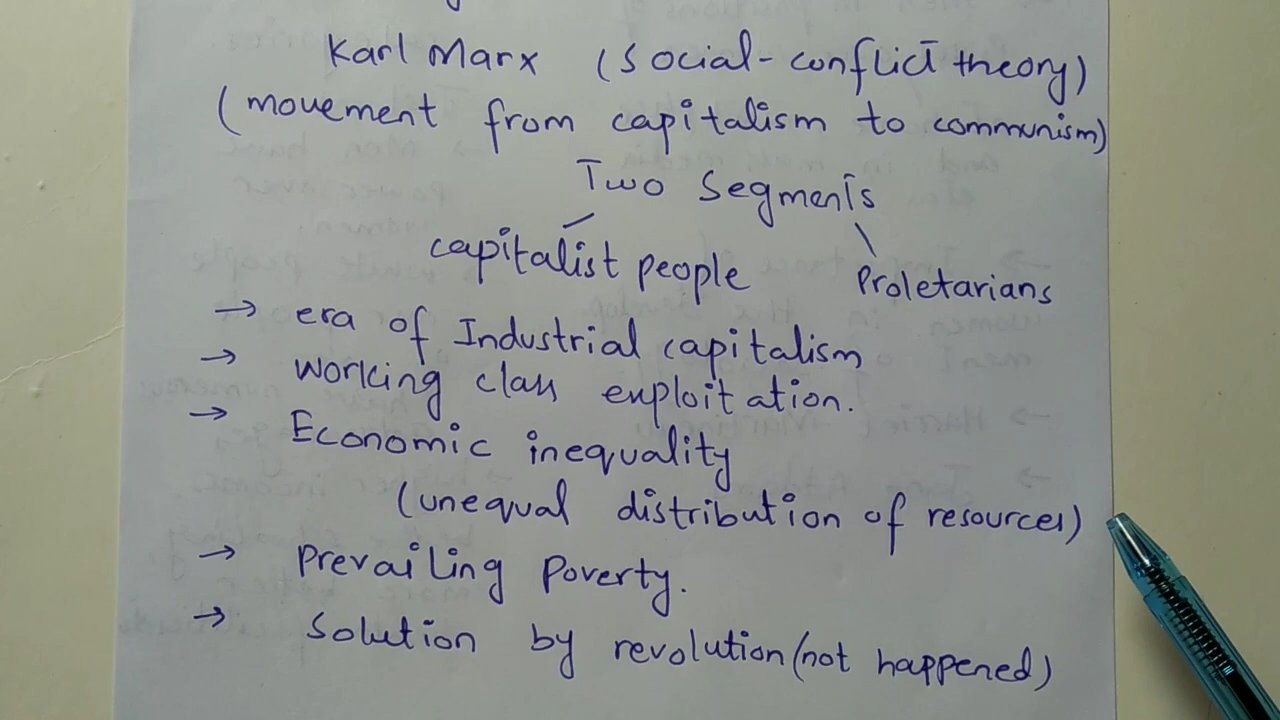 Karl Marx (Social-conflict theory)
(movement from capitalism to communism)
Two Segments
capitalist people Proletarians
→ era of Industrial capitalism
→ working class exploitation.
→ Economic inequality
(unequal distribution of resources)
→ Prevailing Poverty.
→ Solution by revolution (not happened)